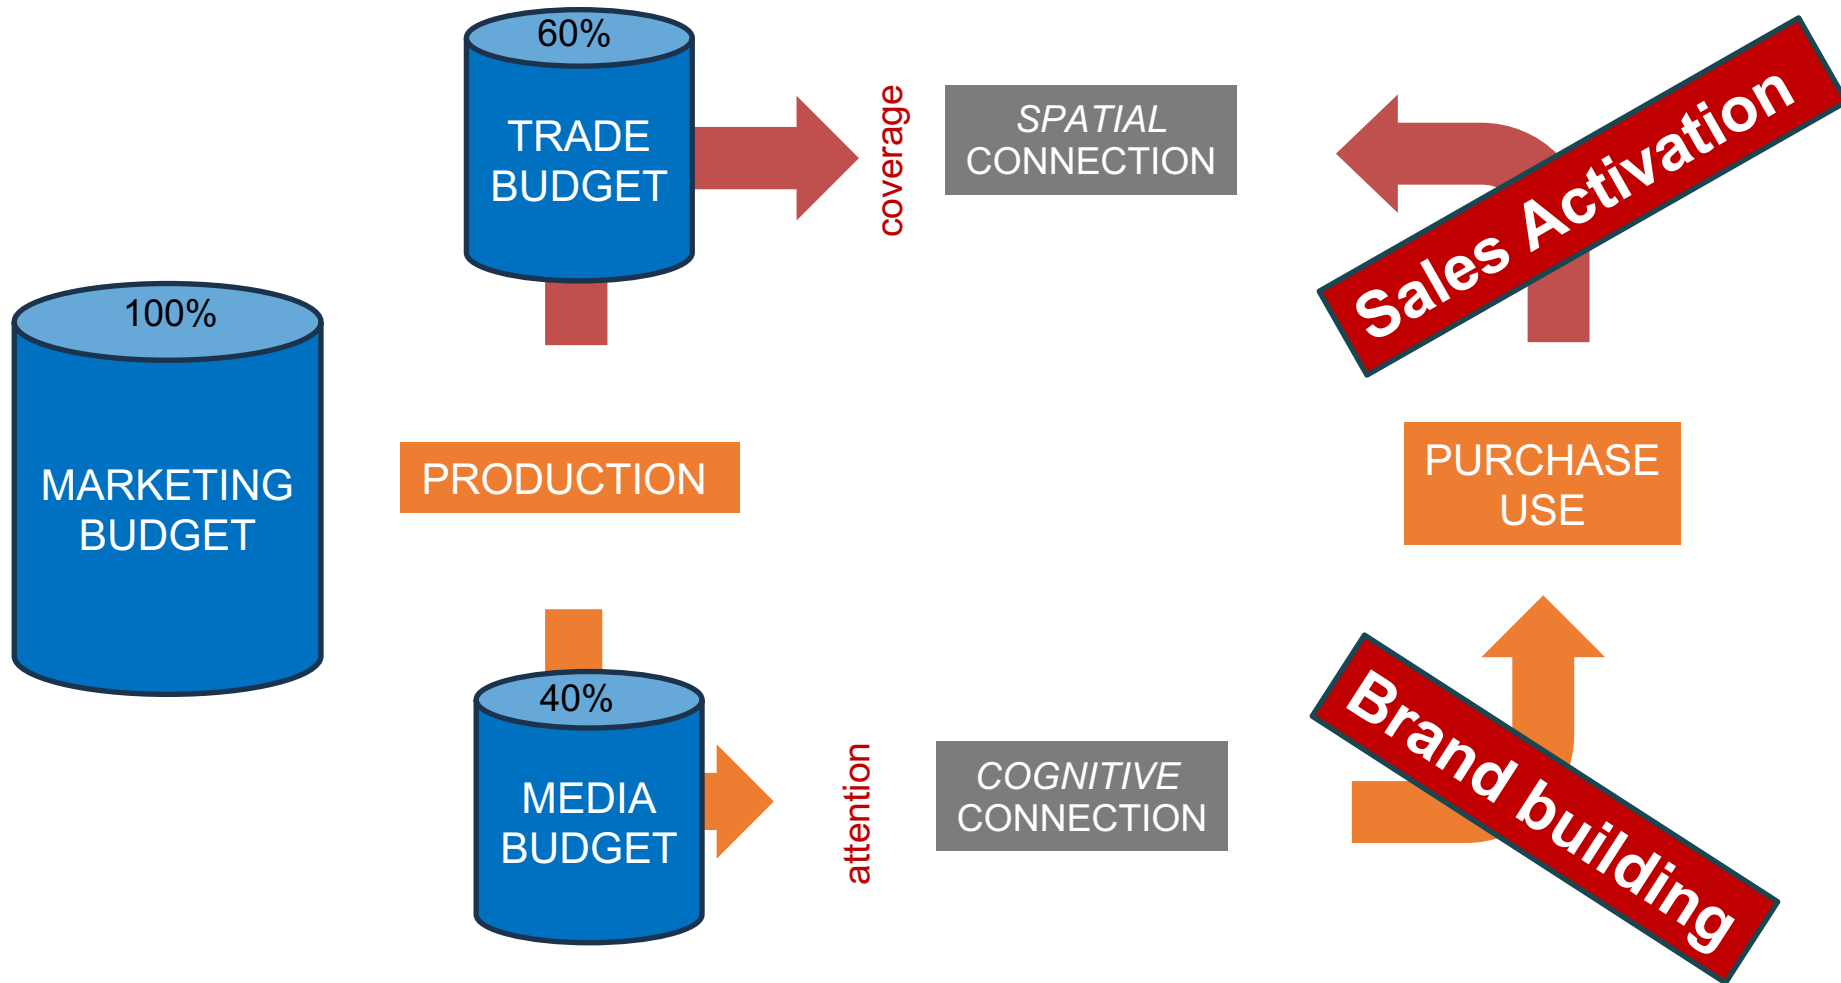 60%
TRADE
BUDGET
coverage
SPATIAL
CONNECTION
Sales Activation
100%
MARKETING
BUDGET
PRODUCTION
PURCHASE
USE
40%
MEDIA
BUDGET
attention
COGNITIVE
CONNECTION
Brand building